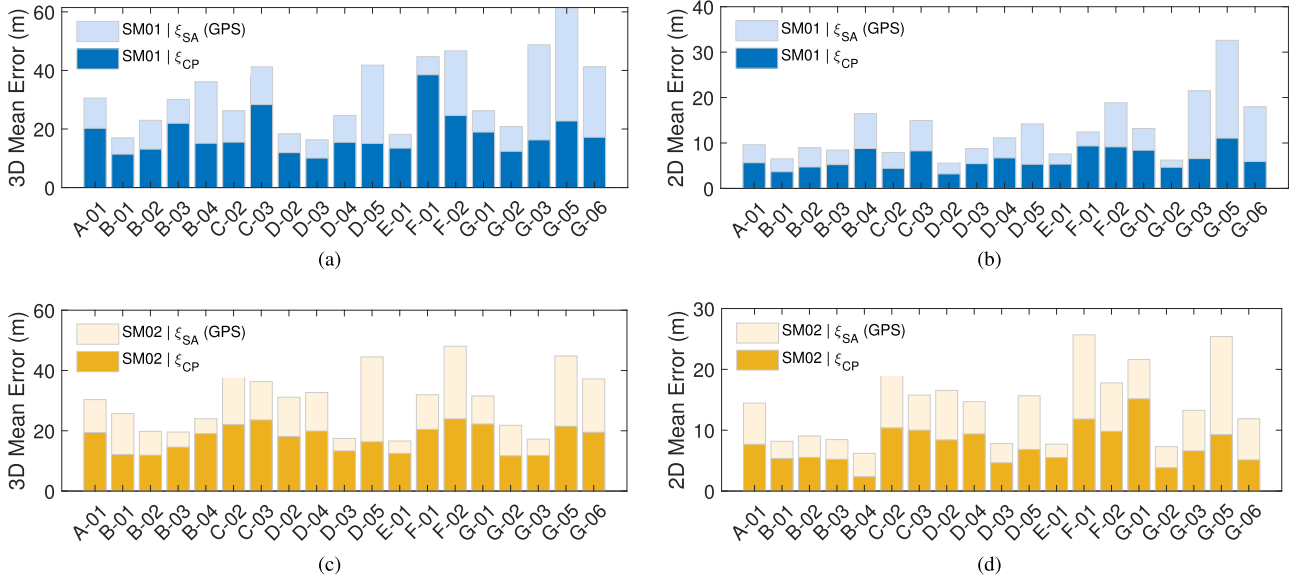 3D Mean Error (m)
60
40
20
0
SM01 | ξSA (GPS)
SM01 | ξCP
A-01 B-01 B-02 B-03 B-04 C-02 C-03 D-02 D-03 D-04 D-05 E-01 F-01 F-02 G-01 G-02 G-03 G-05 G-06
(a)
2D Mean Error (m)
40
30
20
10
0
SM01 | ξSA (GPS)
SM01 | ξCP
A-01 B-01 B-02 B-03 B-04 C-02 C-03 D-02 D-03 D-04 D-05 E-01 F-01 F-02 G-01 G-02 G-03 G-05 G-06
(b)
3D Mean Error (m)
60
40
20
0
SM02 | ξSA (GPS)
SM02 | ξCP
A-01 B-01 B-02 B-03 B-04 C-02 C-03 D-02 D-04 D-03 D-05 E-01 F-01 F-02 G-01 G-02 G-03 G-05 G-06
(c)
2D Mean Error (m)
30
20
10
0
SM02 | ξSA (GPS)
SM02 | ξCP
A-01 B-01 B-02 B-03 B-04 C-02 C-03 D-02 D-04 D-03 D-05 E-01 F-01 F-02 G-01 G-02 G-03 G-05 G-06
(d)